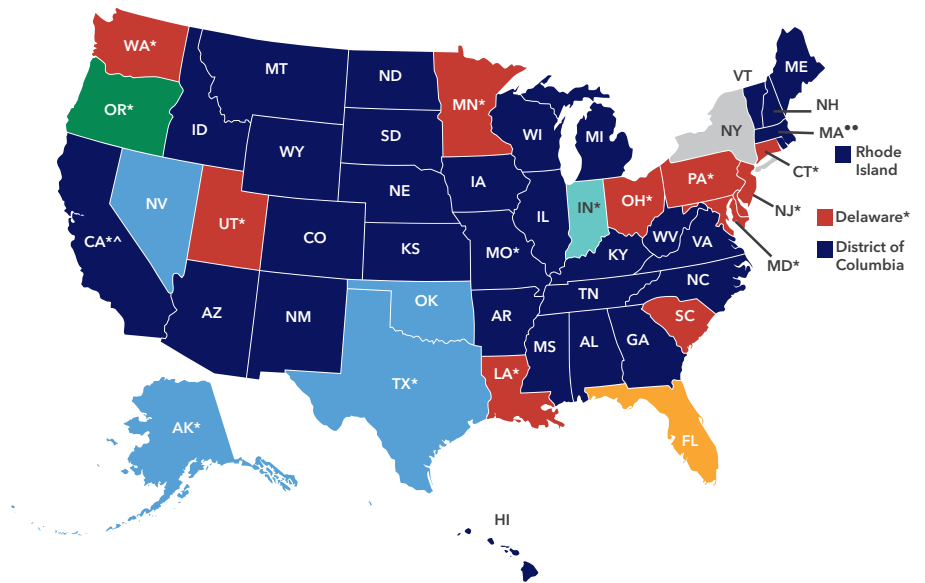 WA*
MT
ND
MN*
VT
ME
OR*
ID
SD
WI
MI
NY
NH
MA●●
WY
Rhode
Island
IA
NE
PA*
CT*
NV
UT*
IL
IN*
OH*
NJ*
Delaware*
CA*^
CO
KS
MO*
KY
WV
VA
District of
Columbia
MD*
OK
TN
NC
AZ
NM
AR
SC
MS
AL
GA
TX*
LA*
AK*
FL
HI